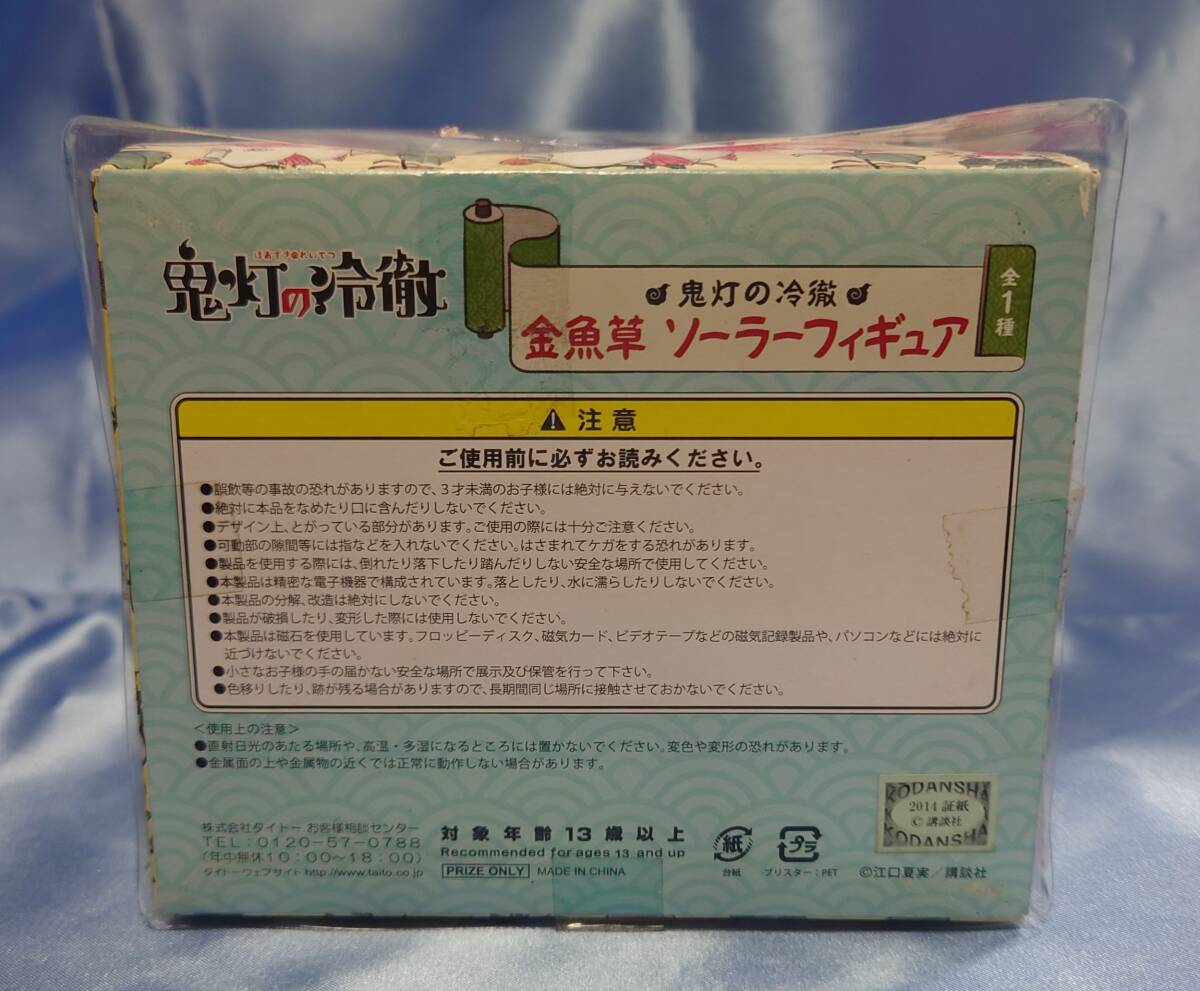 ほおずきのれいてつ
鬼灯の冷徹
鬼灯の冷徹
金魚草 ソーラーフィギュア
全1種
注意
ご使用前に必ずお読みください。
●誤飲等の事故の恐れがありますので、３才未満のお子様には絶対に与えないでください。
●絶対に本品をなめたり口に含んだりしないでください。
●デザイン上、とがっている部分があります。ご使用の際には十分ご注意ください。
●可動部の隙間等には指などを入れないでください。はさまれてケガをする恐れがあります。
●製品を使用する際には、倒れたり落下したり踏んだりしない安全な場所で使用してください。
●本製品は精密な電子機器で構成されています。落としたり、水に濡らしたりしないでください。
●本製品の分解、改造は絶対にしないでください。
●製品が破損したり、変形した際には使用しないでください。
●本製品は磁石を使用しています。フロッピーディスク、磁気カード、ビデオテープなどの磁気記録製品や、パソコンなどには絶対に
近づけないでください。
●小さなお子様の手の届かない安全な場所で展示及び保管を行って下さい。
●色移りしたり、跡が残る場合がありますので、長期間同じ場所に接触させておかないでください。
＜使用上の注意＞
●直射日光のあたる場所や、高温・多湿になるところには置かないでください。変色や変形の恐れがあります。
●金属面の上や金属物の近くでは正常に動作しない場合があります。
KODANSHA
2014 証紙
© 講談社
KODANSHA
株式会社タイトー お客様相談センター
TEL：0120-57-0788
(年中無休10：00～18：00)
タイトーウェブサイト http://www.taito.co.jp
対象年齢13歳以上
Recommended for ages 13 and up
PRIZE ONLY MADE IN CHINA
紙
台紙
プラ
ブリスター：PET
©江口夏実／講談社